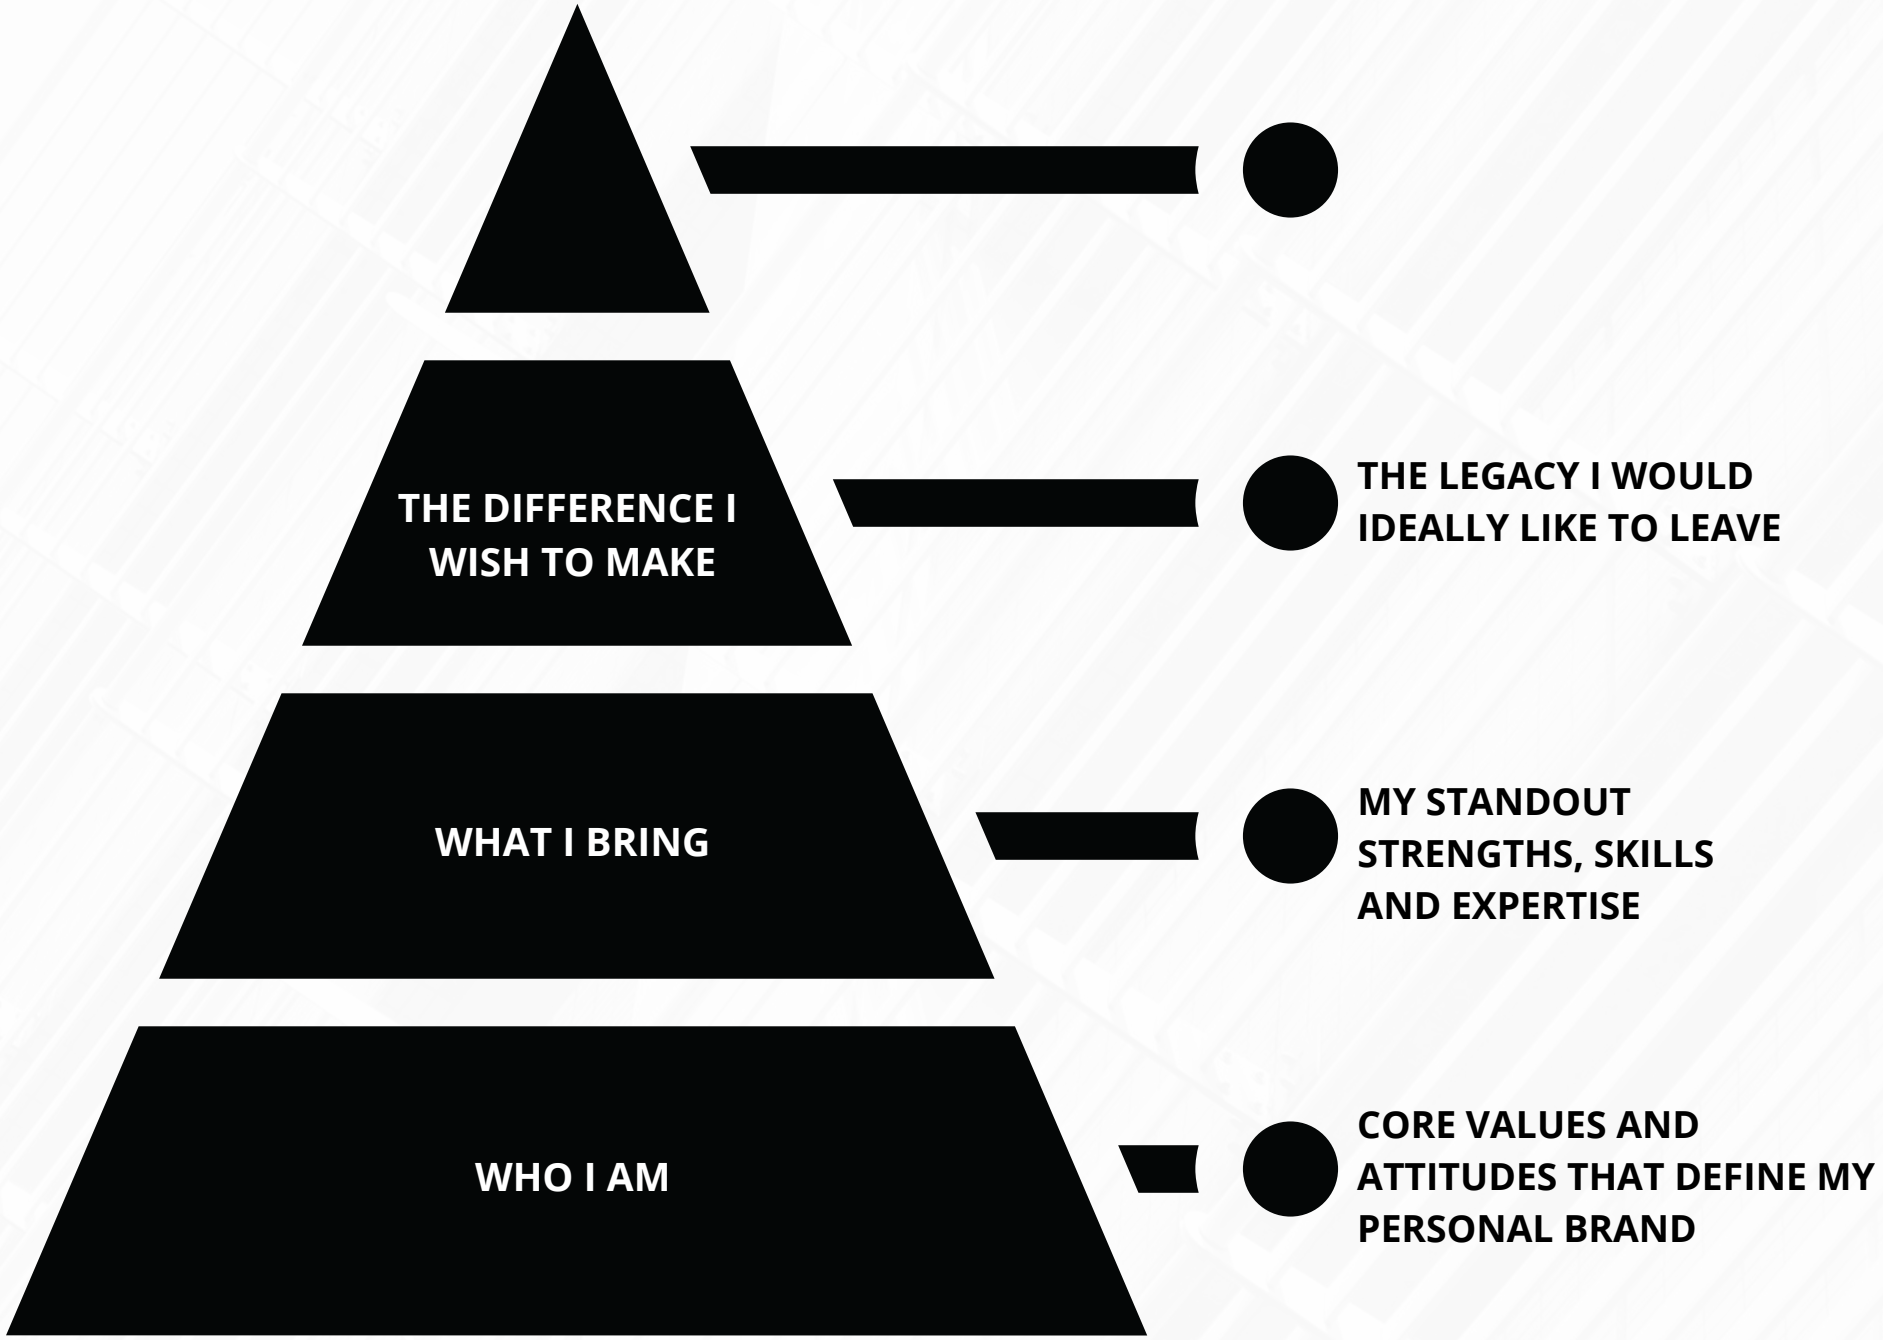 THE DIFFERENCE I
WISH TO MAKE
THE LEGACY I WOULD
IDEALLY LIKE TO LEAVE
WHAT I BRING
MY STANDOUT
STRENGTHS, SKILLS
AND EXPERTISE
WHO I AM
CORE VALUES AND
ATTITUDES THAT DEFINE MY
PERSONAL BRAND